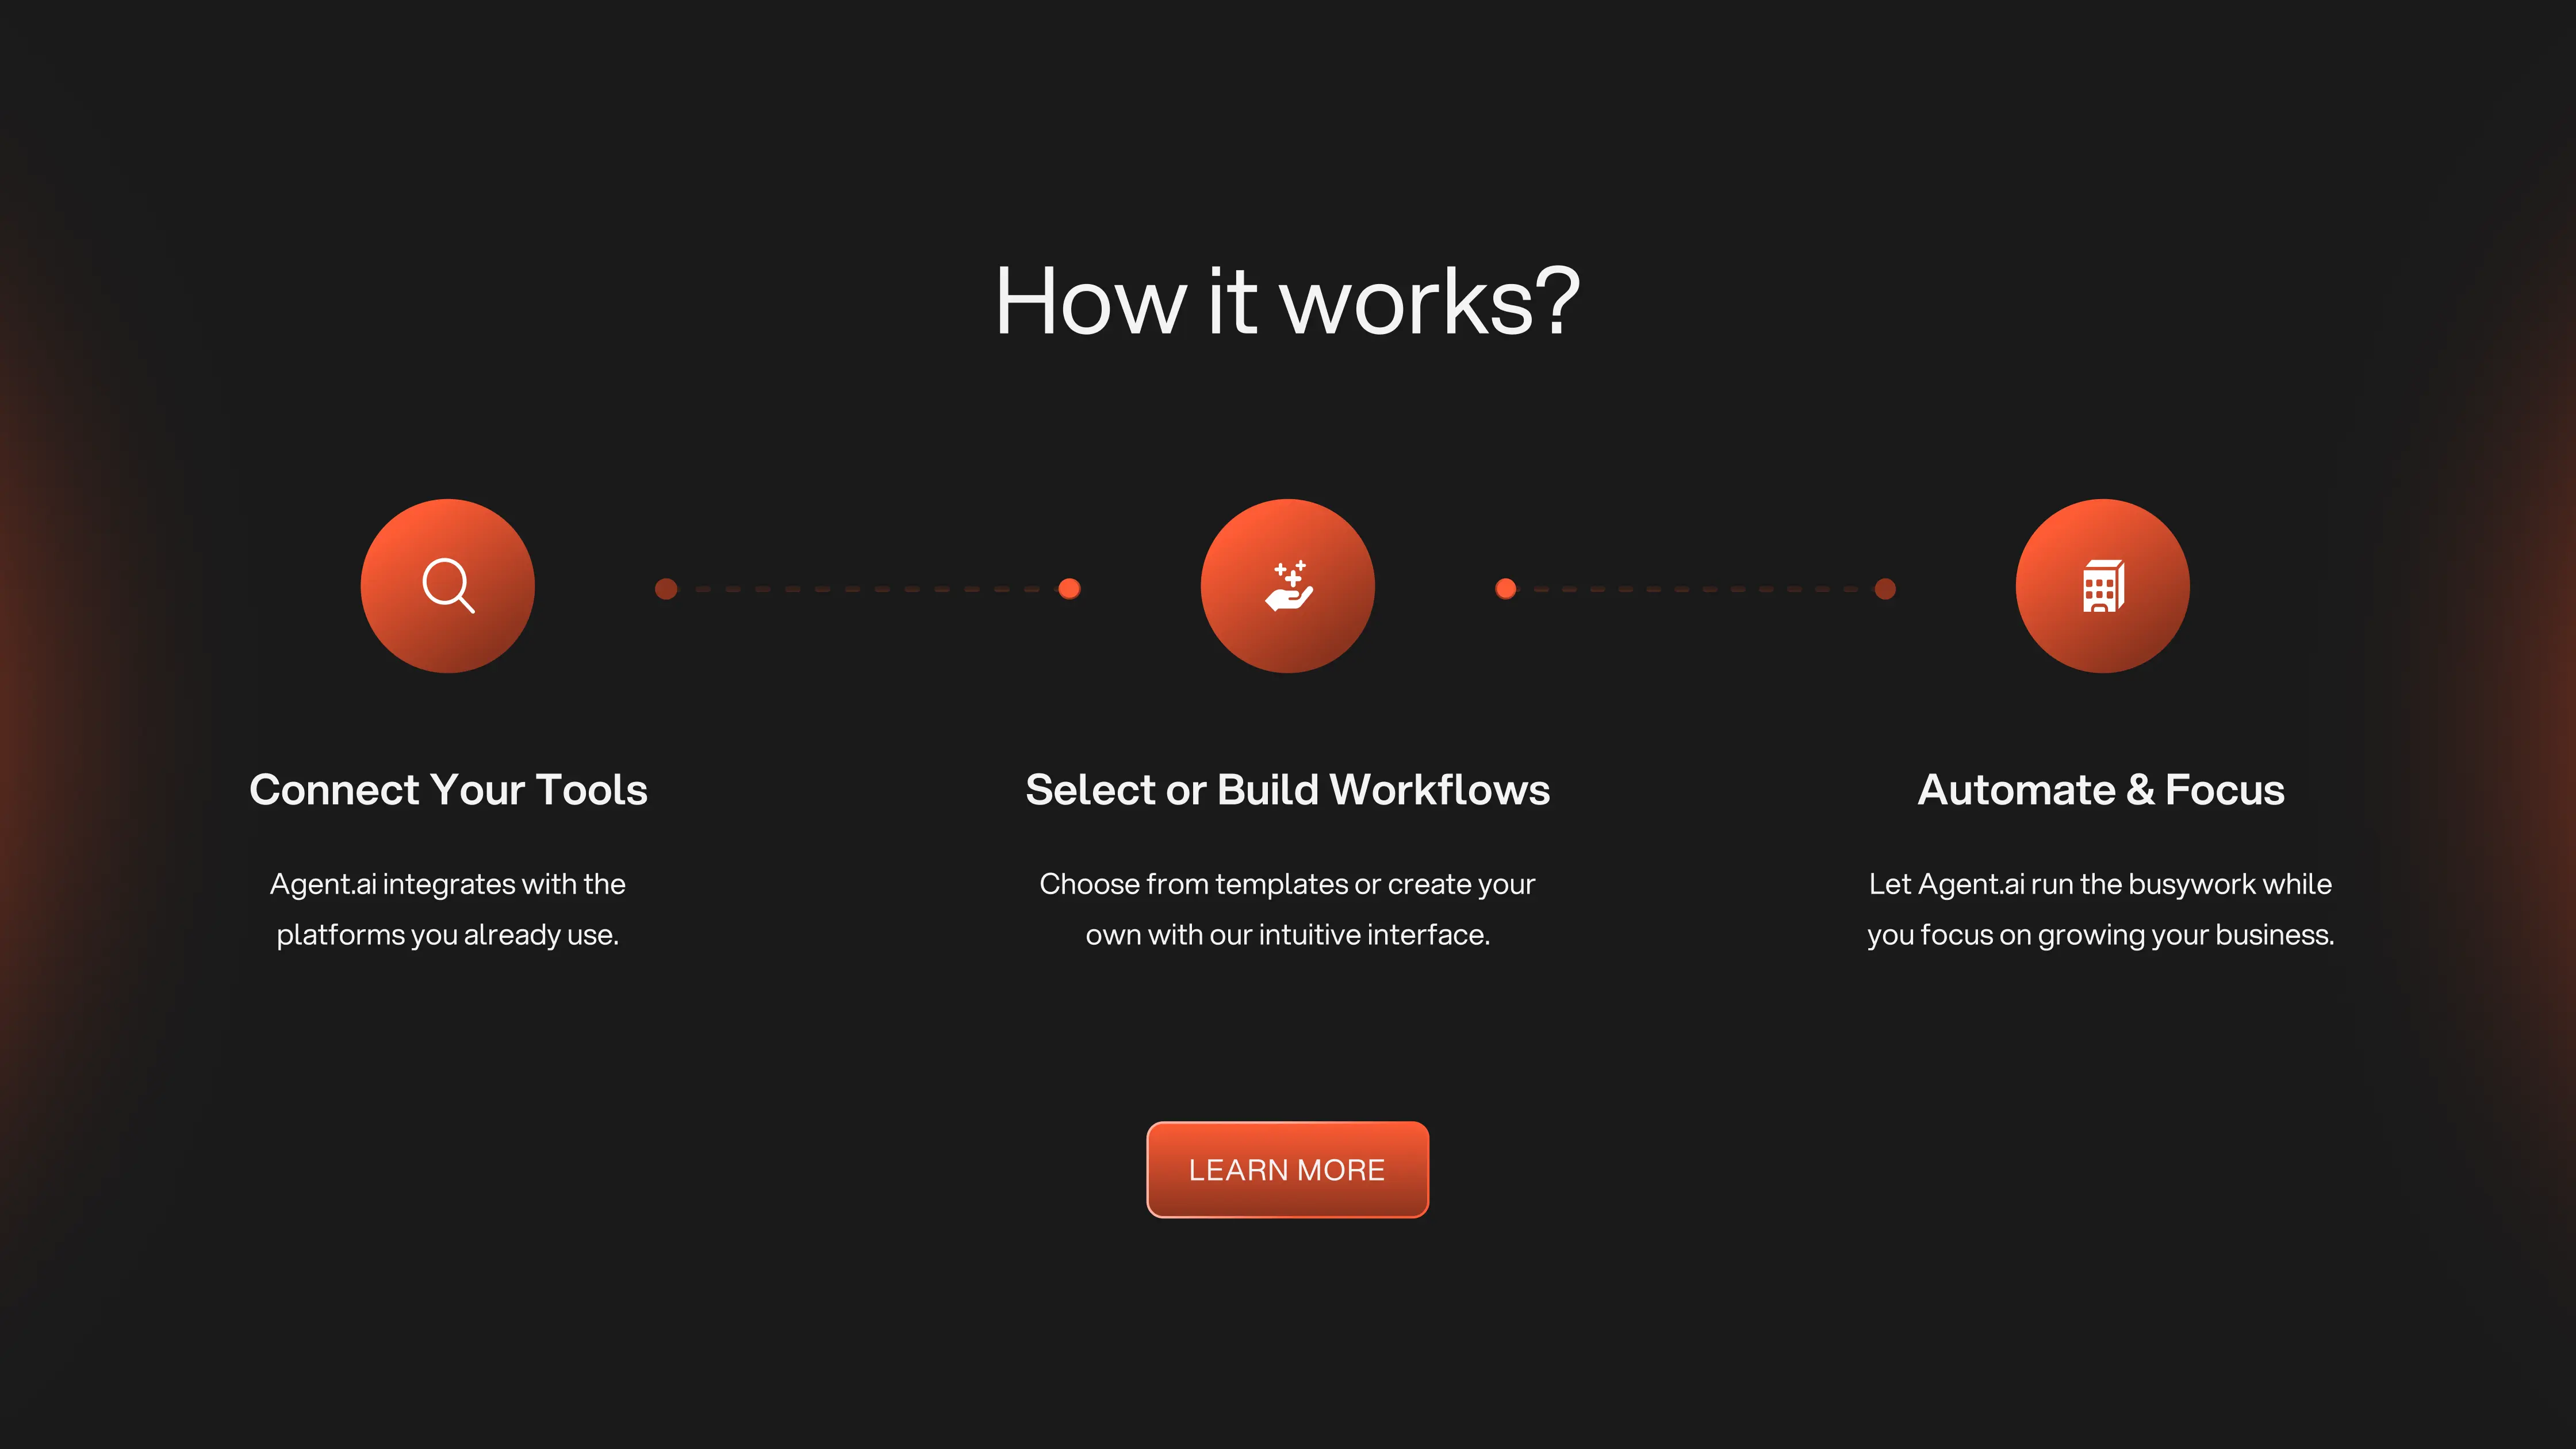 How it works?
Connect Your Tools
Agent.ai integrates with the
platforms you already use.
Select or Build Workflows
Choose from templates or create your
own with our intuitive interface.
Automate & Focus
Let Agent.ai run the busywork while
you focus on growing your business.
LEARN MORE